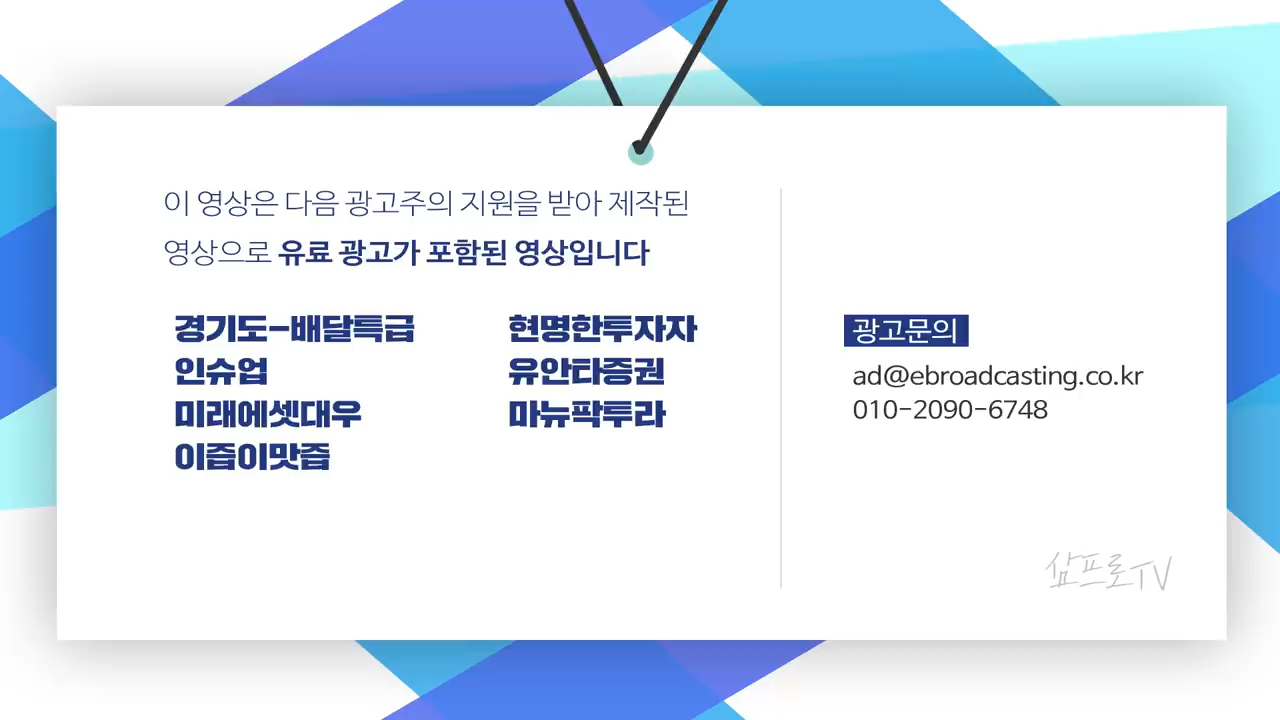 이 영상은 다음 광고주의 지원을 받아 제작된
영상으로 유료 광고가 포함된 영상입니다
경기도-배달특급
인슈업
미래에셋대우
이즙이맛즙
현명한투자자
유안타증권
마뉴팍투라
광고문의
ad@ebroadcasting.co.kr
010-2090-6748
삼프로TV